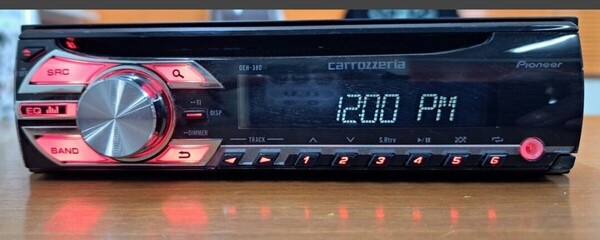 SRC
DEH-380
carrozzeria
Pioneer
EQ
DISP
DIMMER
12:00 PM
BAND
TRACK
S.Rtrv
1 2 3 4 5 6